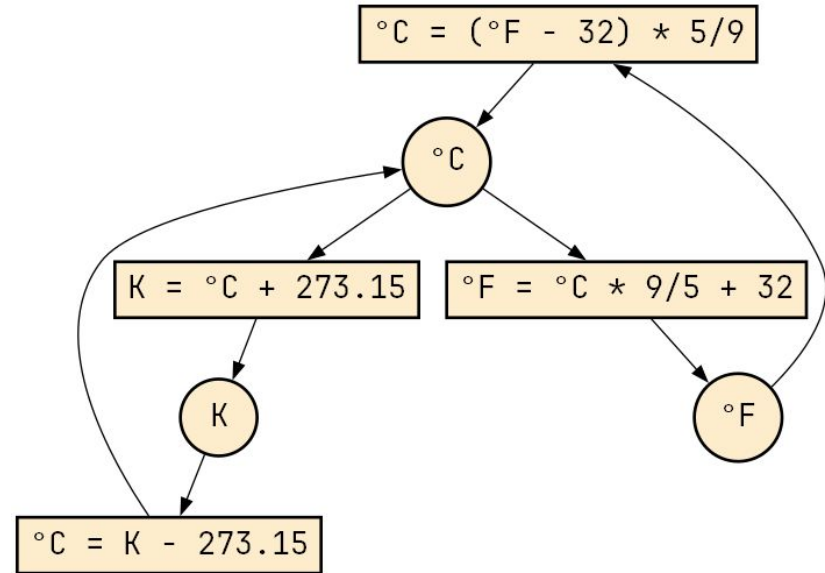 °C = (°F - 32) * 5/9
°C
K = °C + 273.15
°F = °C * 9/5 + 32
K
°F
°C = K - 273.15